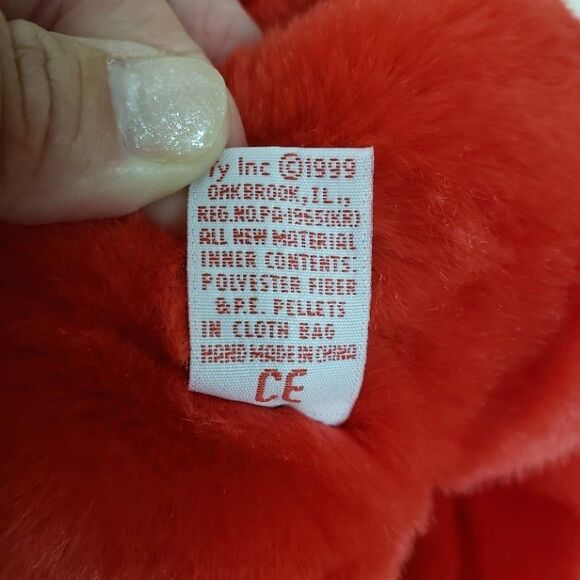 Ty Inc ©1999
OAKBROOK, IL.,
REG.NO.PA-1965(KR)
ALL NEW MATERIAL
INNER CONTENTS:
POLYESTER FIBER
& P.E. PELLETS
IN CLOTH BAG
HAND MADE IN CHINA
CE